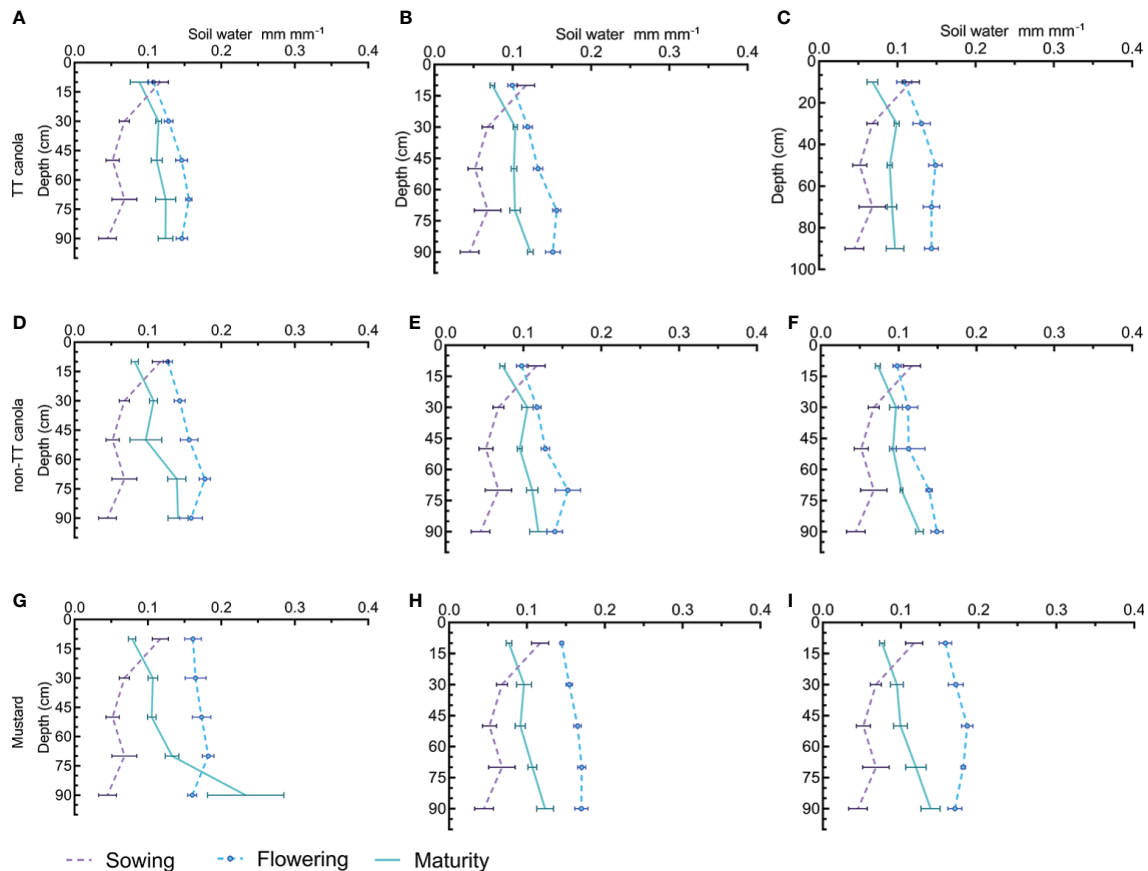 A
Soil water mm mm⁻¹
0.0 0.1 0.2 0.3 0.4
0
15
30
45
60
75
90
Depth (cm)
TT canola
B
Soil water mm mm⁻¹
0.0 0.1 0.2 0.3 0.4
0
15
30
45
60
75
90
Depth (cm)
C
Soil water mm mm⁻¹
0.0 0.1 0.2 0.3 0.4
0
20
40
60
80
100
Depth (cm)
D
0.0 0.1 0.2 0.3 0.4
0
15
30
45
60
75
90
Depth (cm)
non-TT canola
E
0.0 0.1 0.2 0.3 0.4
0
15
30
45
60
75
90
F
0.0 0.1 0.2 0.3 0.4
0
15
30
45
60
75
90
G
0.0 0.1 0.2 0.3 0.4
0
15
30
45
60
75
90
Depth (cm)
Mustard
H
0.0 0.1 0.2 0.3 0.4
0
15
30
45
60
75
90
I
0.0 0.1 0.2 0.3 0.4
0
15
30
45
60
75
90
Sowing Flowering Maturity